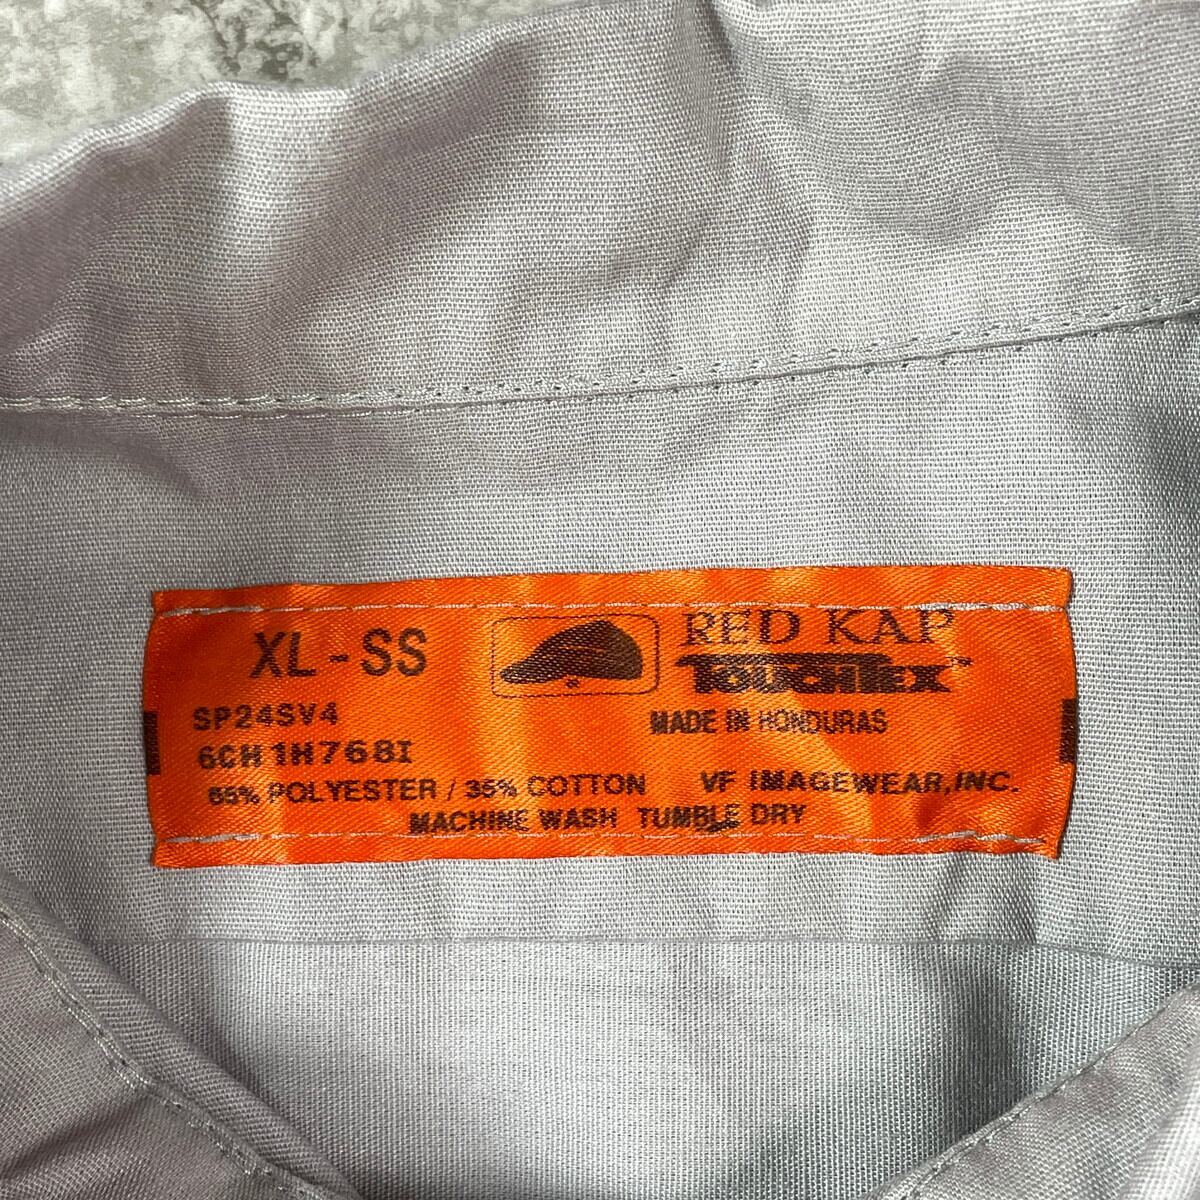 XL - SS
RED KAP
TOUCHTEX™
SP24SV4
MADE IN HONDURAS
6CH 1H768I
65% POLYESTER / 35% COTTON VF IMAGEWEAR, INC.
MACHINE WASH TUMBLE DRY